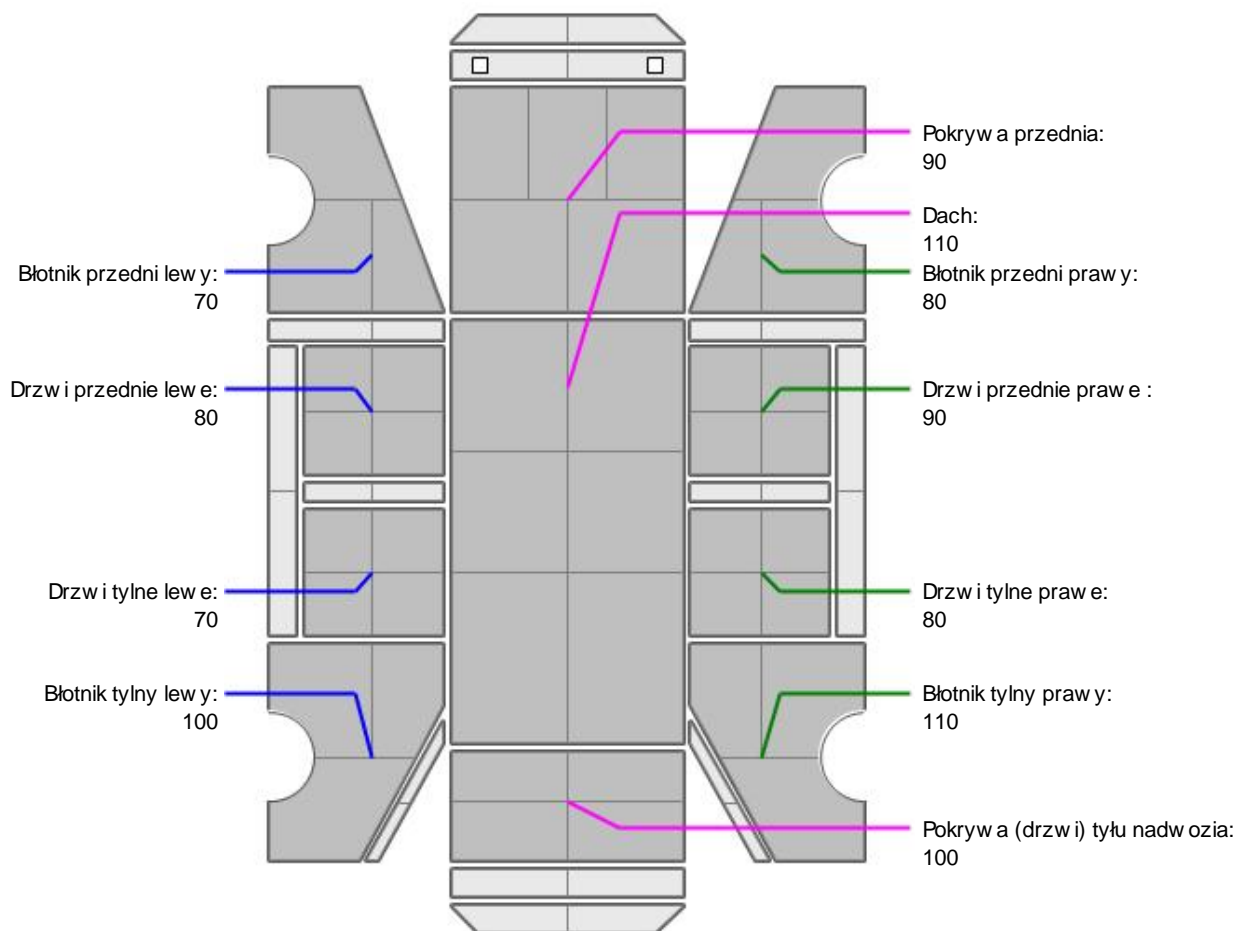 Pokrywa przednia:
90
Dach:
110
Błotnik przedni lewy:
70
Błotnik przedni prawy:
80
Drzwi przednie lewe:
80
Drzwi przednie prawe :
90
Drzwi tylne lewe:
70
Drzwi tylne prawe:
80
Błotnik tylny lewy:
100
Błotnik tylny prawy:
110
Pokrywa (drzwi) tyłu nadwozia:
100